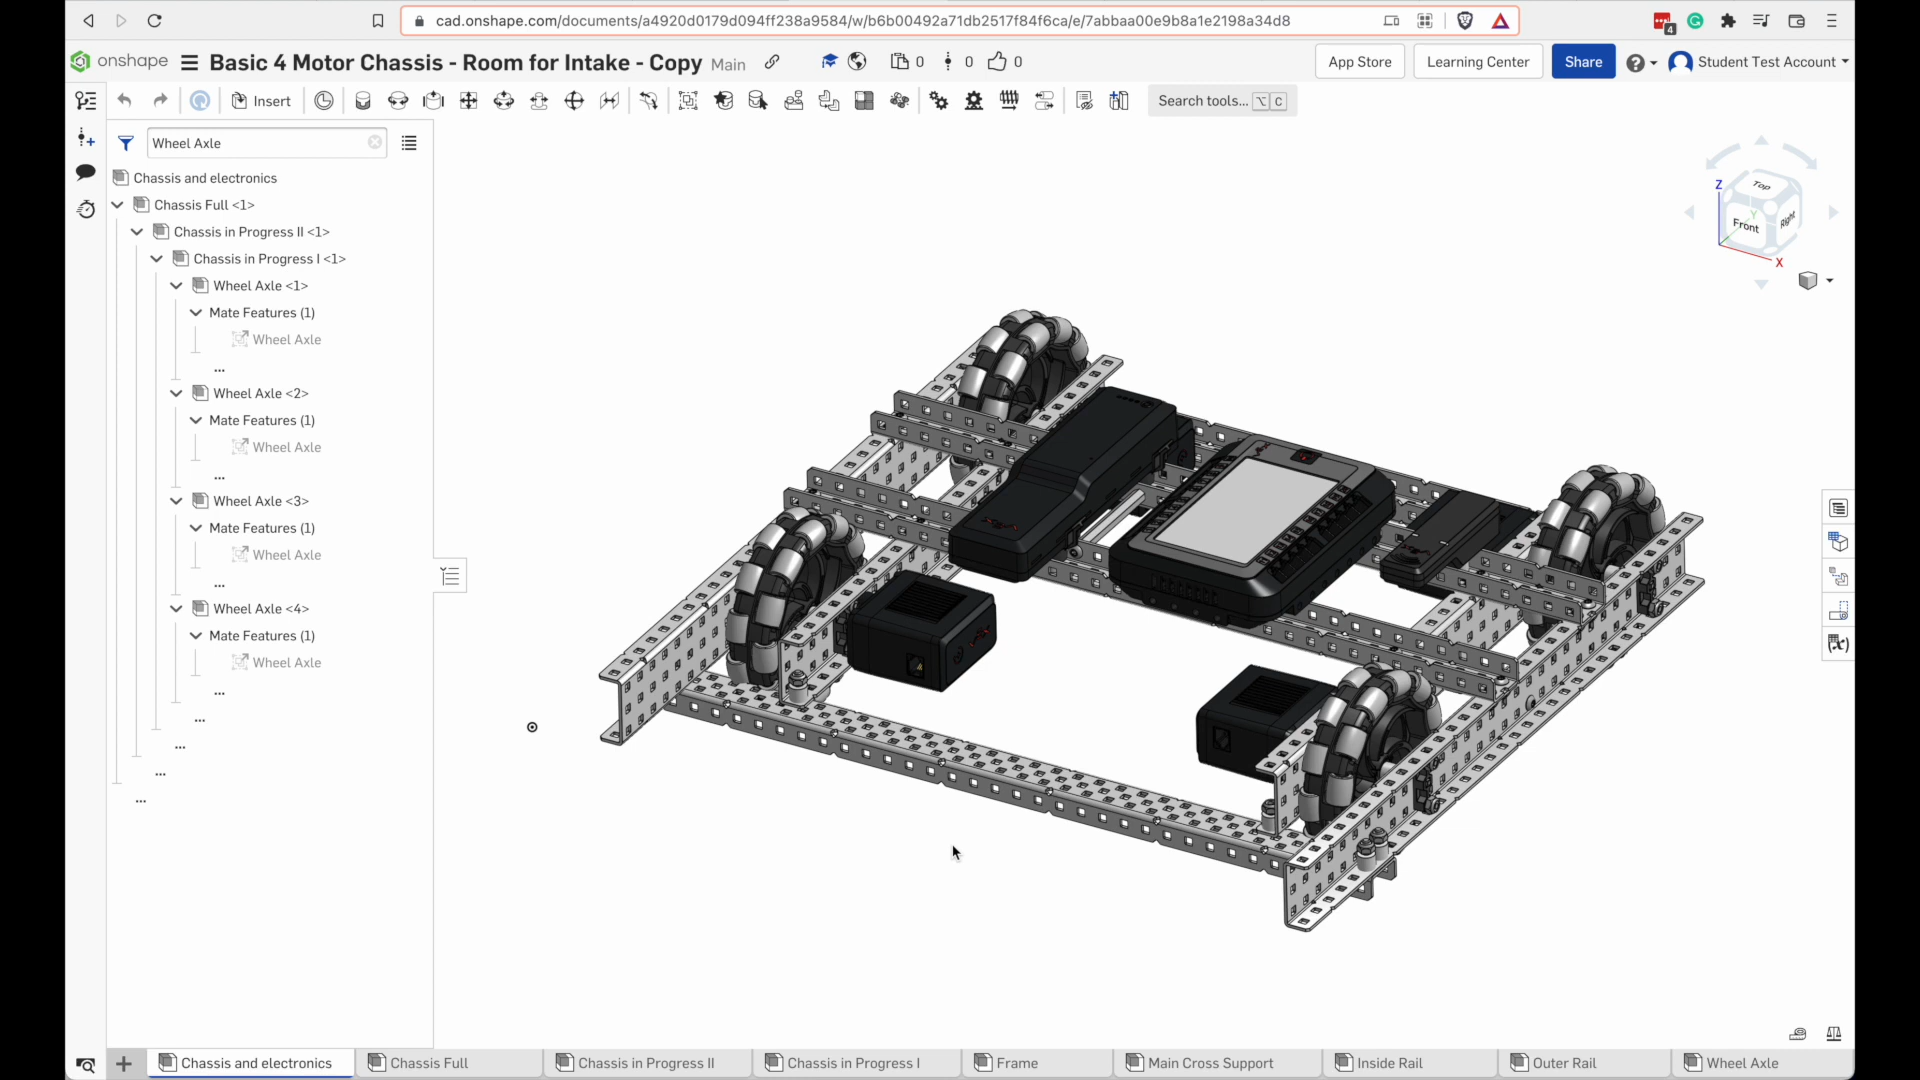 cad.onshape.com/documents/a4920d0179d094ff238a9584/w/b6b00492a71db2517f84f6ca/e/7abbaa00e9b8a1e2198a34d8
4
onshape
Basic 4 Motor Chassis - Room for Intake - Copy Main
0 0 0
App Store
Learning Center
Share
Student Test Account
Insert
Search tools... ⌥ C
Wheel Axle
Chassis and electronics
Chassis Full <1>
Chassis in Progress II <1>
Chassis in Progress I <1>
Wheel Axle <1>
Mate Features (1)
Wheel Axle
...
Wheel Axle <2>
Mate Features (1)
Wheel Axle
...
Wheel Axle <3>
Mate Features (1)
Wheel Axle
...
Wheel Axle <4>
Mate Features (1)
Wheel Axle
...
...
...
...
...
Z
Top
Y
Front
Right
X
Chassis and electronics
Chassis Full
Chassis in Progress II
Chassis in Progress I
Frame
Main Cross Support
Inside Rail
Outer Rail
Wheel Axle